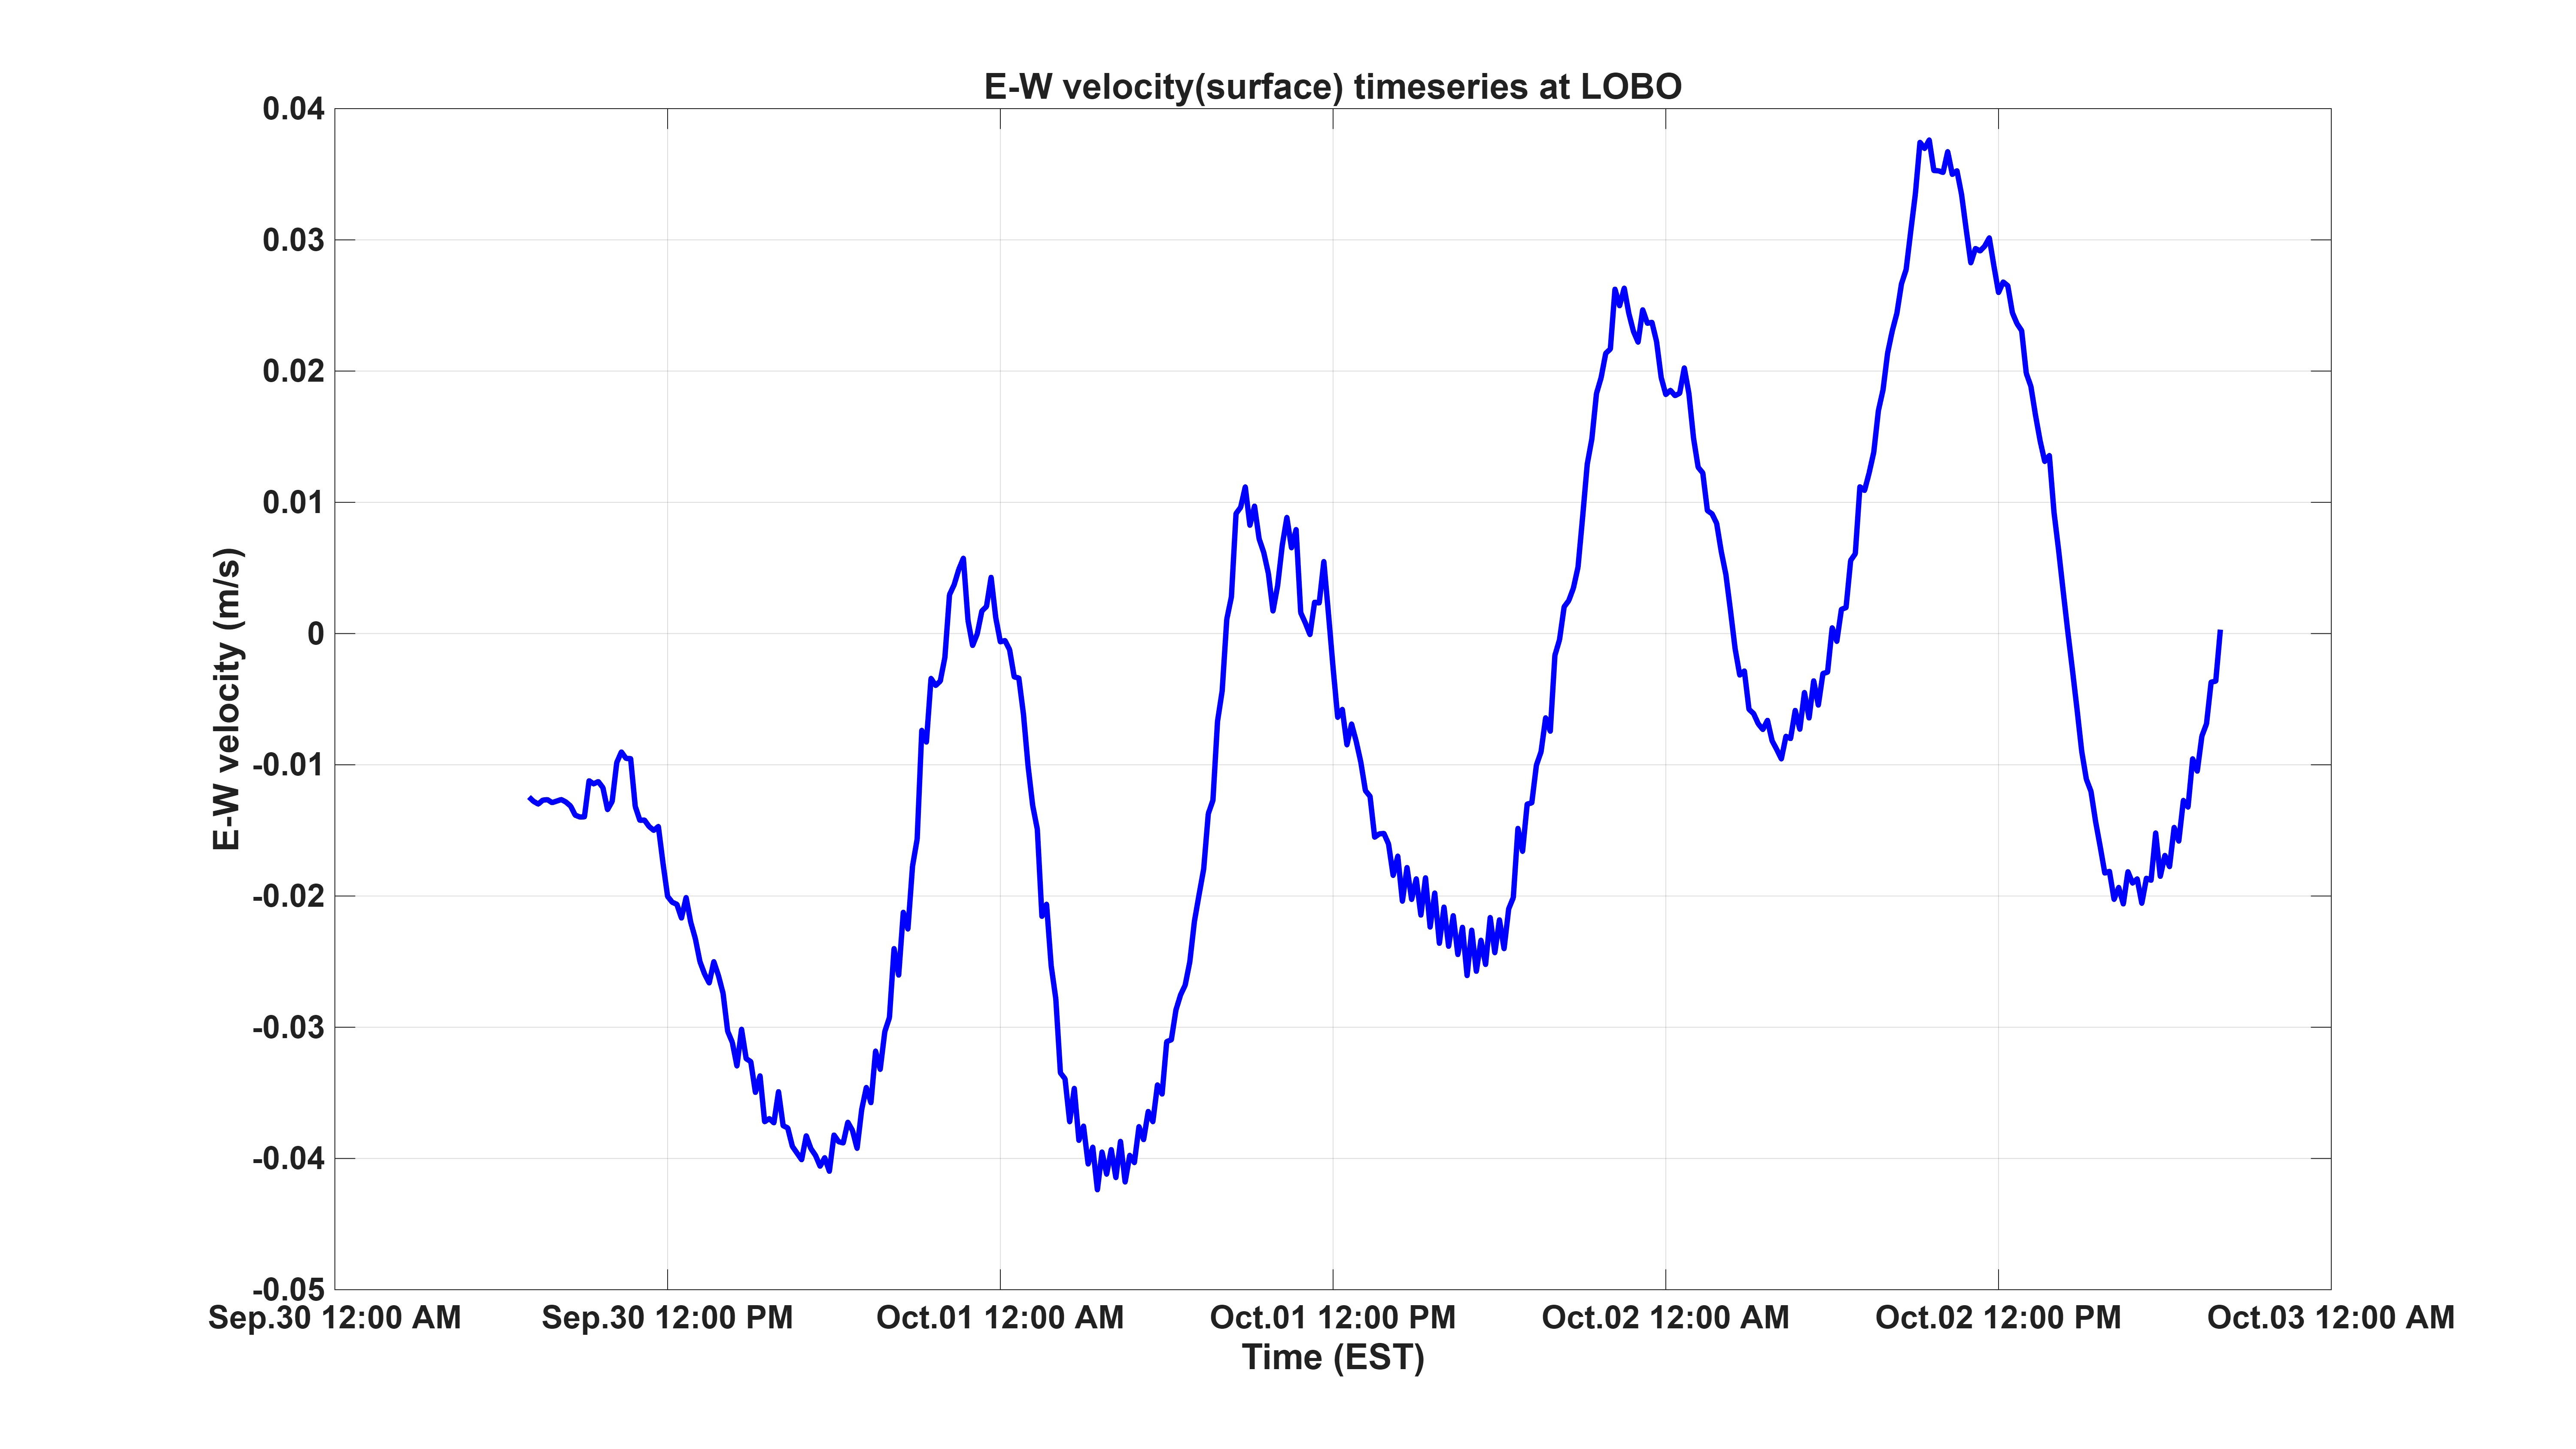 E-W velocity(surface) timeseries at LOBO
0.04
0.03
0.02
0.01
0
-0.01
-0.02
-0.03
-0.04
-0.05
E-W velocity (m/s)
Sep.30 12:00 AM
Sep.30 12:00 PM
Oct.01 12:00 AM
Oct.01 12:00 PM
Oct.02 12:00 AM
Oct.02 12:00 PM
Oct.03 12:00 AM
Time (EST)